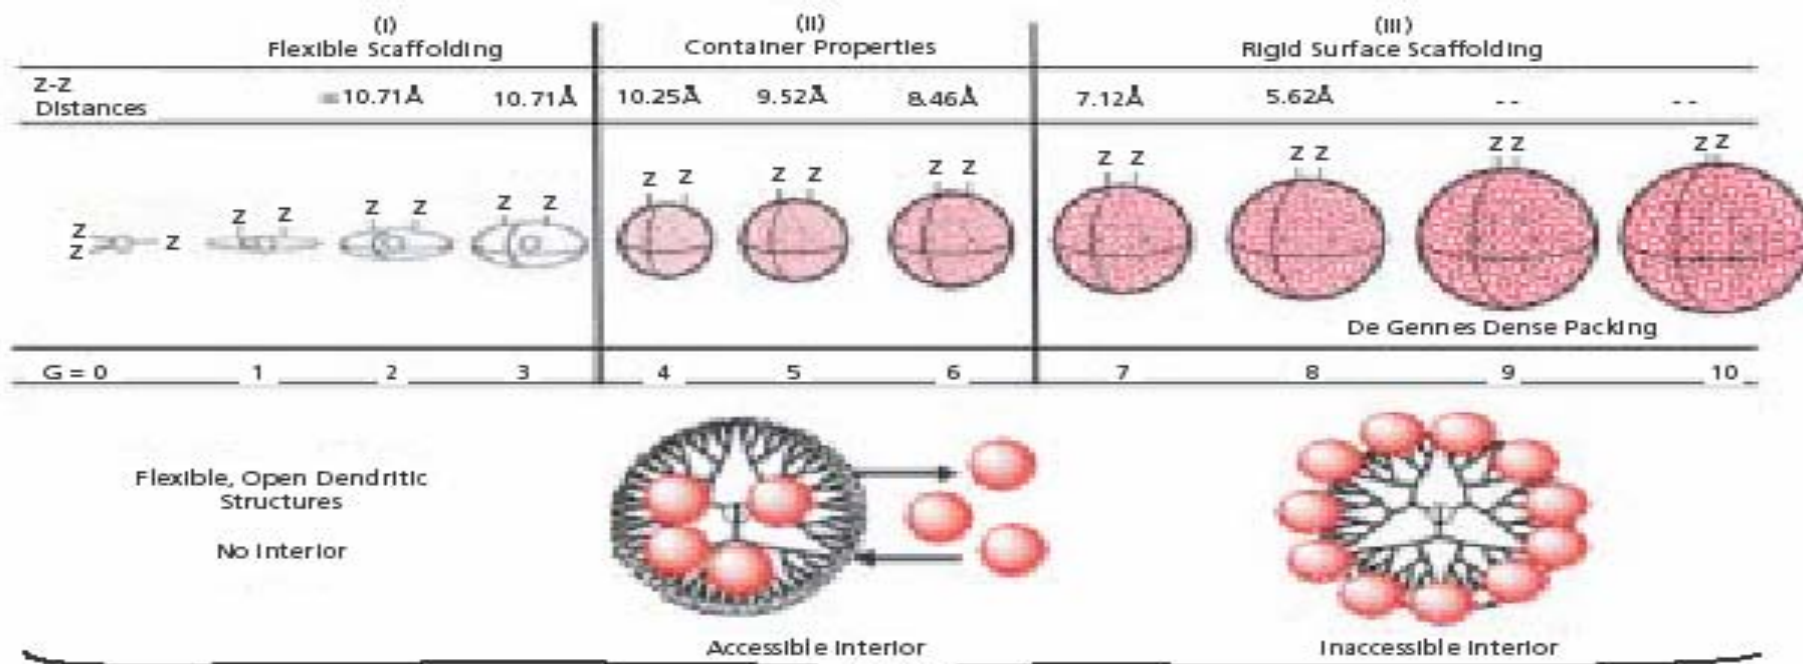 (I)
Flexible Scaffolding
(II)
Container Properties
(III)
Rigid Surface Scaffolding
Z-Z
Distances
10.71Å 10.71Å 10.25Å 9.52Å 8.46Å 7.12Å 5.62Å -- --
Z Z Z
Z Z
Z Z
Z Z
Z Z
Z Z
Z Z
Z Z
Z Z
Z Z
Z Z
De Gennes Dense Packing
G = 0 1 2 3 4 5 6 7 8 9 10
Flexible, Open Dendritic
Structures
No Interior
Accessible Interior
Inaccessible Interior